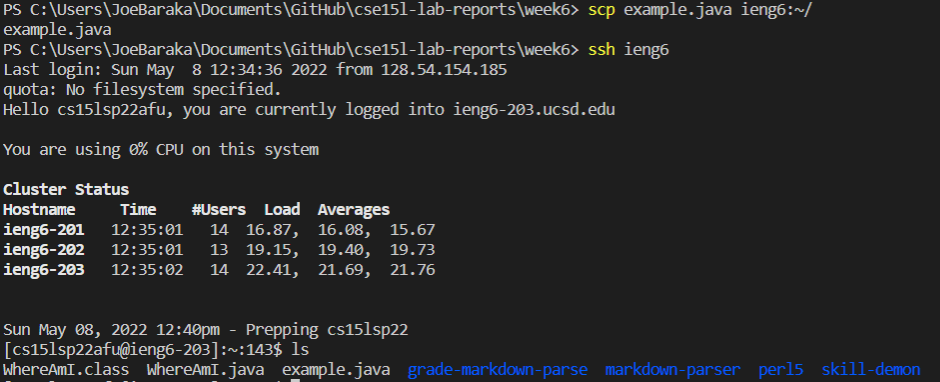 PS C:\Users\JoeBaraka\Documents\GitHub\cse15l-lab-reports\week6> scp example.java ieng6:~/
example.java
PS C:\Users\JoeBaraka\Documents\GitHub\cse15l-lab-reports\week6> ssh ieng6
Last login: Sun May  8 12:34:36 2022 from 128.54.154.185
quota: No filesystem specified.
Hello cs15lsp22afu, you are currently logged into ieng6-203.ucsd.edu
You are using 0% CPU on this system
Cluster Status
Hostname     Time    #Users  Load  Averages
ieng6-201   12:35:01   14  16.87,  16.08,  15.67
ieng6-202   12:35:01   13  19.15,  19.40,  19.73
ieng6-203   12:35:02   14  22.41,  21.69,  21.76
Sun May 08, 2022 12:40pm - Prepping cs15lsp22
[cs15lsp22afu@ieng6-203]:~:143$ ls
WhereAmI.class  WhereAmI.java  example.java  grade-markdown-parse  markdown-parser  perl5  skill-demon